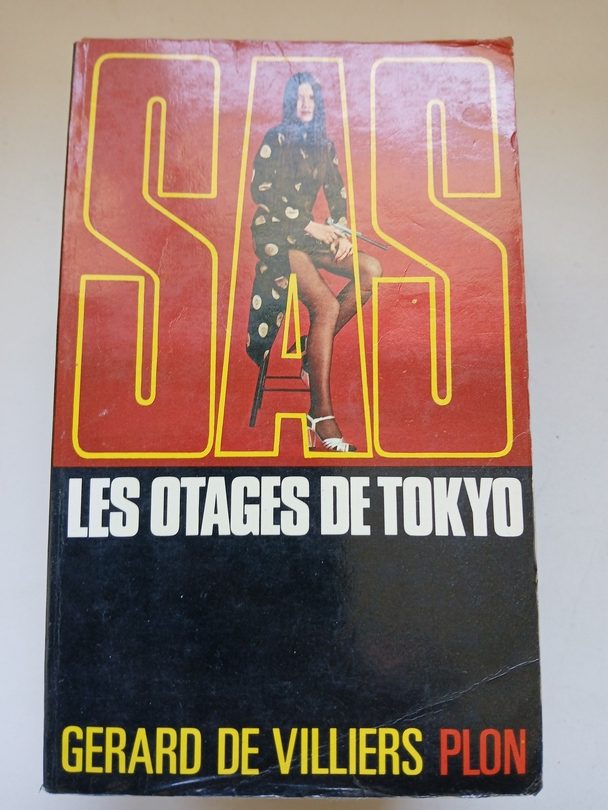 SAS
LES OTAGES DE TOKYO
GERARD DE VILLIERS PLON